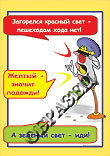 Загорелся красный свет -
пешеходам хода нет!
Желтый -
значит
подожди!
А зеленый свет - иди!